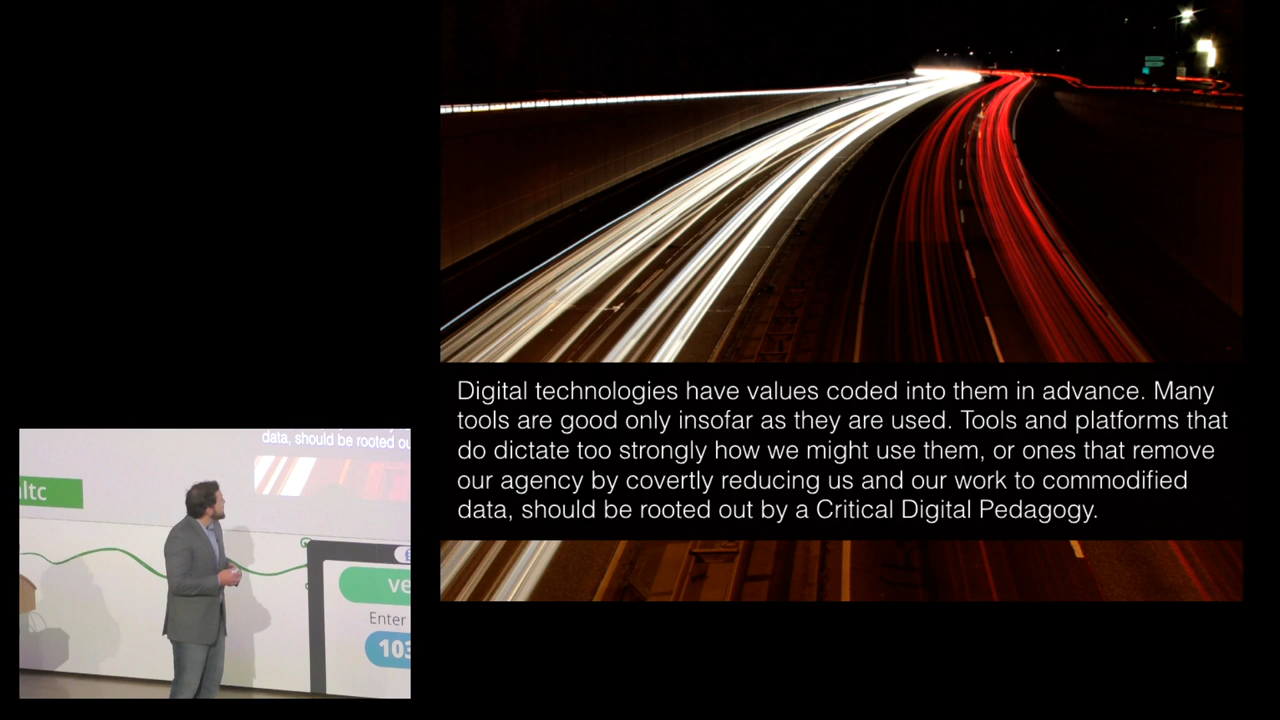 Digital technologies have values coded into them in advance. Many
tools are good only insofar as they are used. Tools and platforms that
do dictate too strongly how we might use them, or ones that remove
our agency by covertly reducing us and our work to commodified
data, should be rooted out by a Critical Digital Pedagogy.
data, should be rooted ou
ltc
ve
Enter
103